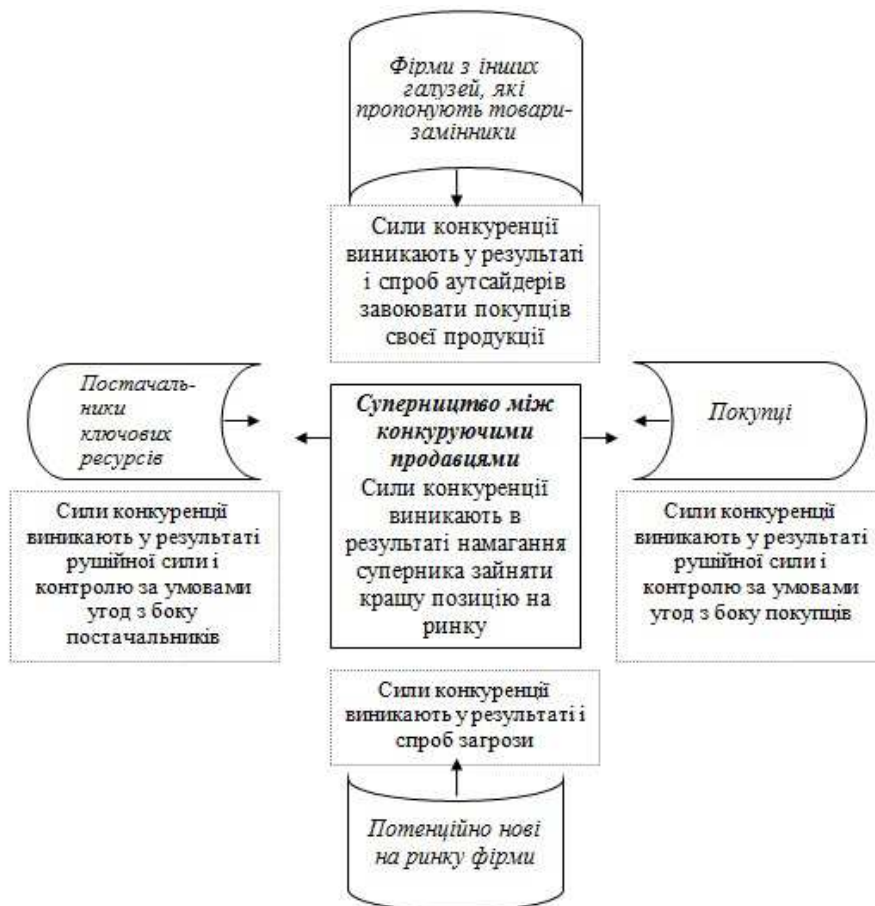 Фірми з інших
галузей, які
пропонують товари-
замінники
Сили конкуренції
виникають у результаті
і спроб аутсайдерів
завоювати покупців
своєї продукції
Постачаль-
ники
ключових
ресурсів
Суперництво між
конкуруючими
продавцями
Сили конкуренції
виникають в
результаті намагання
суперника зайняти
кращу позицію на
ринку
Покупці
Сили конкуренції
виникають у результаті
рушійної сили і
контролю за умовами
угод з боку
постачальників
Сили конкуренції
виникають у результаті
рушійної сили і
контролю за умовами
угод з боку покупців
Сили конкуренції
виникають у результаті і
спроб загрози
Потенційно нові
на ринку фірми